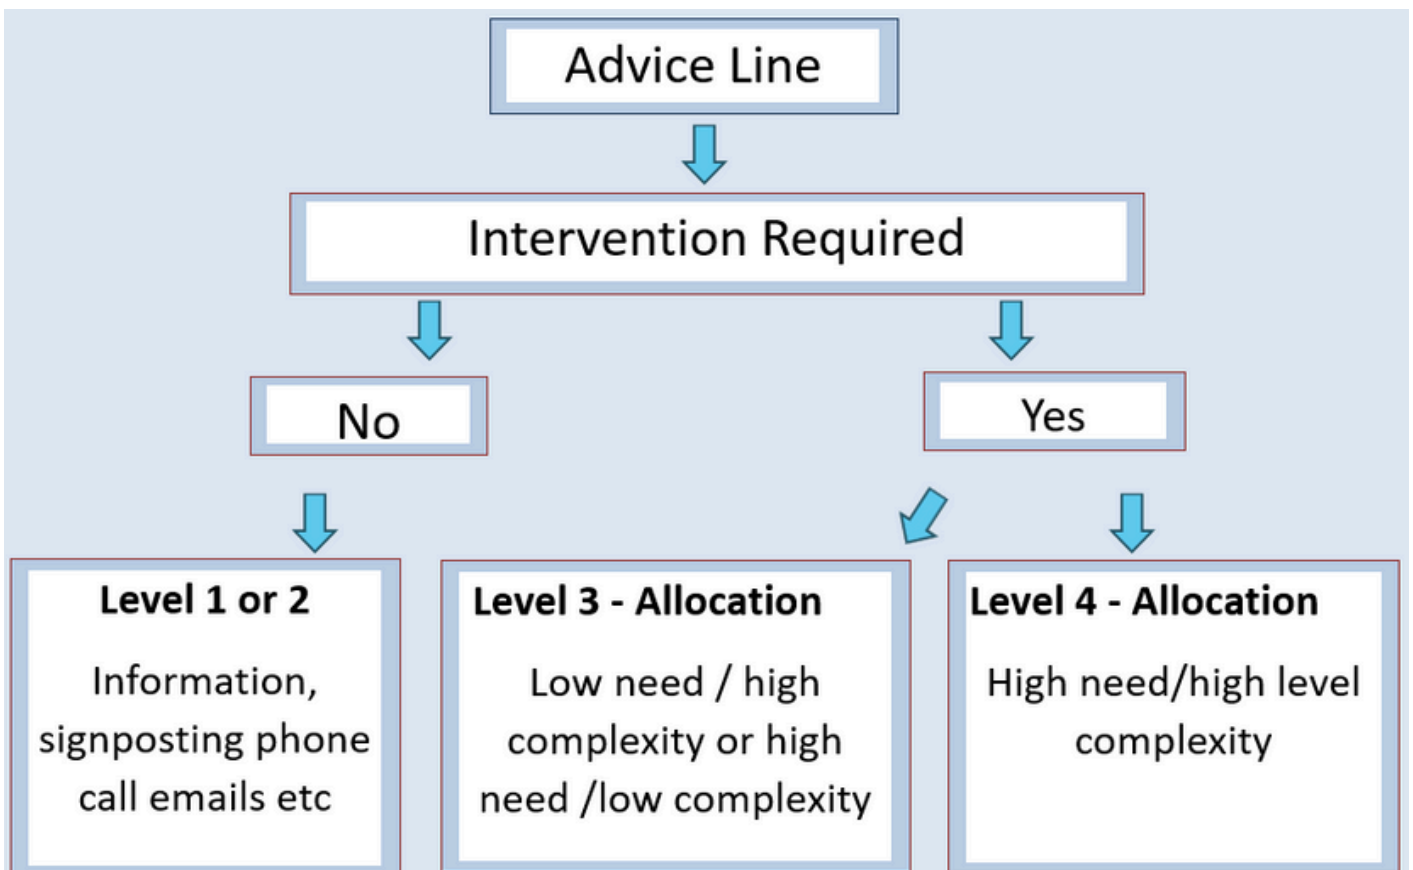 Advice Line
Intervention Required
No
Yes
Level 1 or 2
Information,
signposting phone
call emails etc
Level 3 - Allocation
Low need / high
complexity or high
need /low complexity
Level 4 - Allocation
High need/high level
complexity